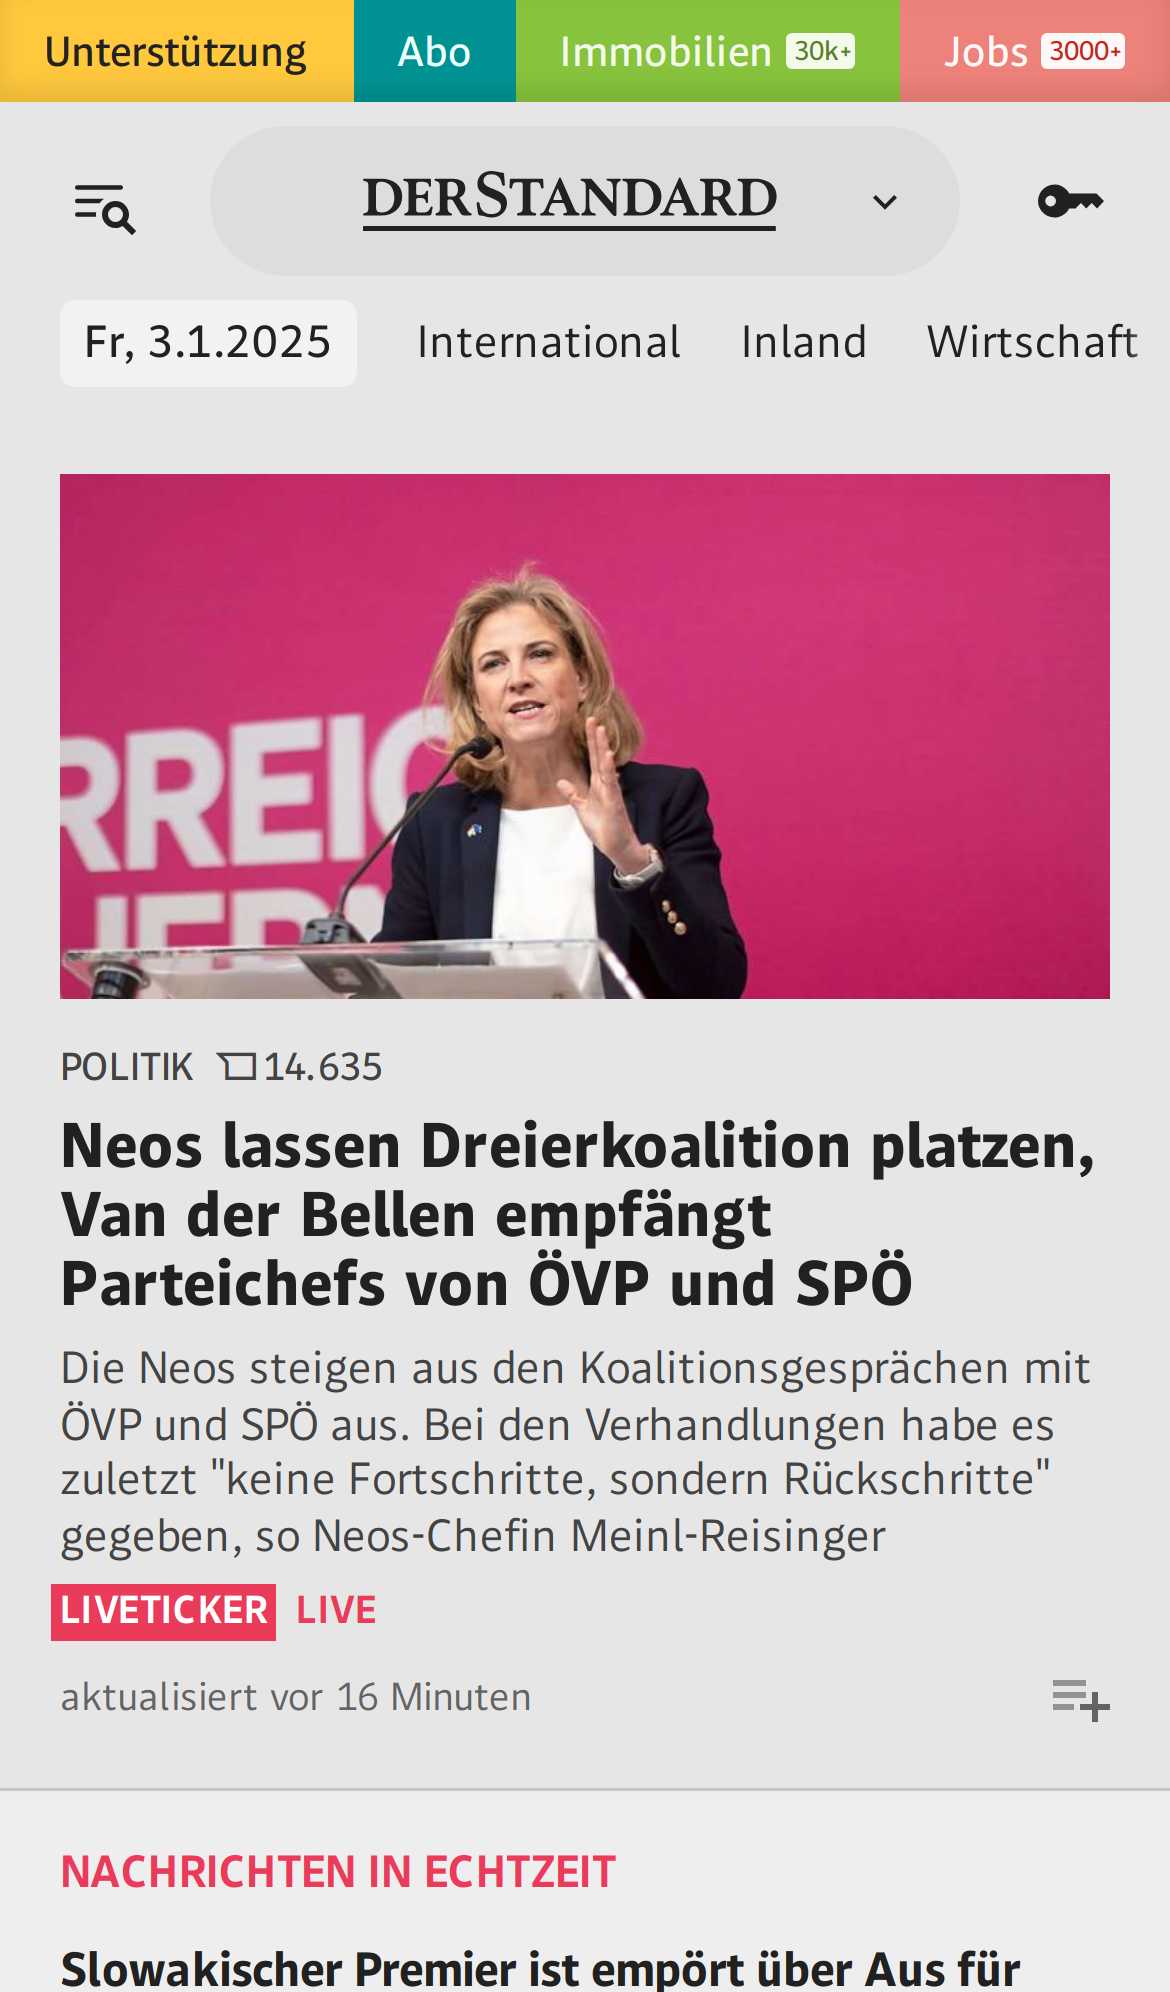 Unterstützung
Abo
Immobilien 30k+
Jobs 3000+
DERSTANDARD
Fr, 3.1.2025
International
Inland
Wirtschaft
RREIC
POLITIK 14.635
Neos lassen Dreierkoalition platzen,
Van der Bellen empfängt
Parteichefs von ÖVP und SPÖ
Die Neos steigen aus den Koalitionsgesprächen mit
ÖVP und SPÖ aus. Bei den Verhandlungen habe es
zuletzt "keine Fortschritte, sondern Rückschritte"
gegeben, so Neos-Chefin Meinl-Reisinger
LIVETICKER LIVE
aktualisiert vor 16 Minuten
NACHRICHTEN IN ECHTZEIT
Slowakischer Premier ist empört über Aus für